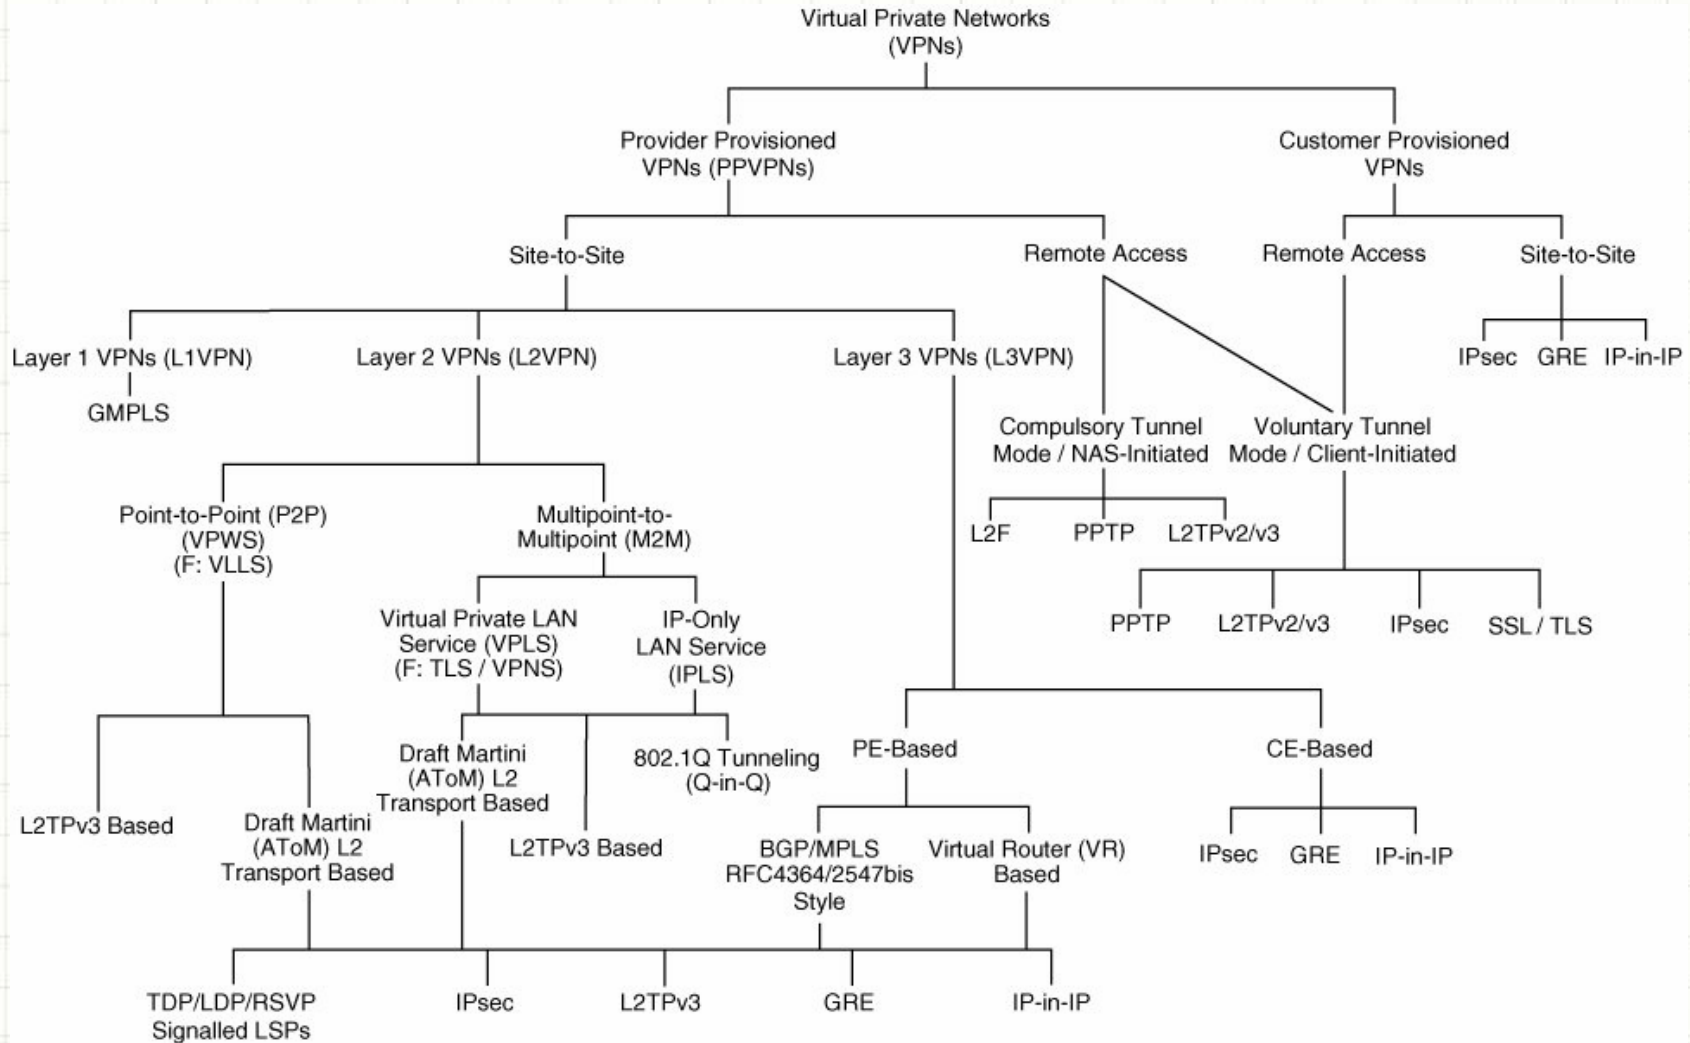 Virtual Private Networks
(VPNs)
Provider Provisioned
VPNs (PPVPNs)
Customer Provisioned
VPNs
Site-to-Site
Remote Access
Remote Access
Site-to-Site
Layer 1 VPNs (L1VPN)
Layer 2 VPNs (L2VPN)
Layer 3 VPNs (L3VPN)
IPsec
GRE
IP-in-IP
GMPLS
Compulsory Tunnel
Mode / NAS-Initiated
Voluntary Tunnel
Mode / Client-Initiated
Point-to-Point (P2P)
(VPWS)
(F: VLLS)
Multipoint-to-
Multipoint (M2M)
L2F
PPTP
L2TPv2/v3
Virtual Private LAN
Service (VPLS)
(F: TLS / VPNS)
IP-Only
LAN Service
(IPLS)
PPTP
L2TPv2/v3
IPsec
SSL / TLS
Draft Martini
(AToM) L2
Transport Based
802.1Q Tunneling
(Q-in-Q)
PE-Based
CE-Based
L2TPv3 Based
Draft Martini
(AToM) L2
Transport Based
L2TPv3 Based
BGP/MPLS
RFC4364/2547bis
Style
Virtual Router (VR)
Based
IPsec
GRE
IP-in-IP
TDP/LDP/RSVP
Signalled LSPs
IPsec
L2TPv3
GRE
IP-in-IP